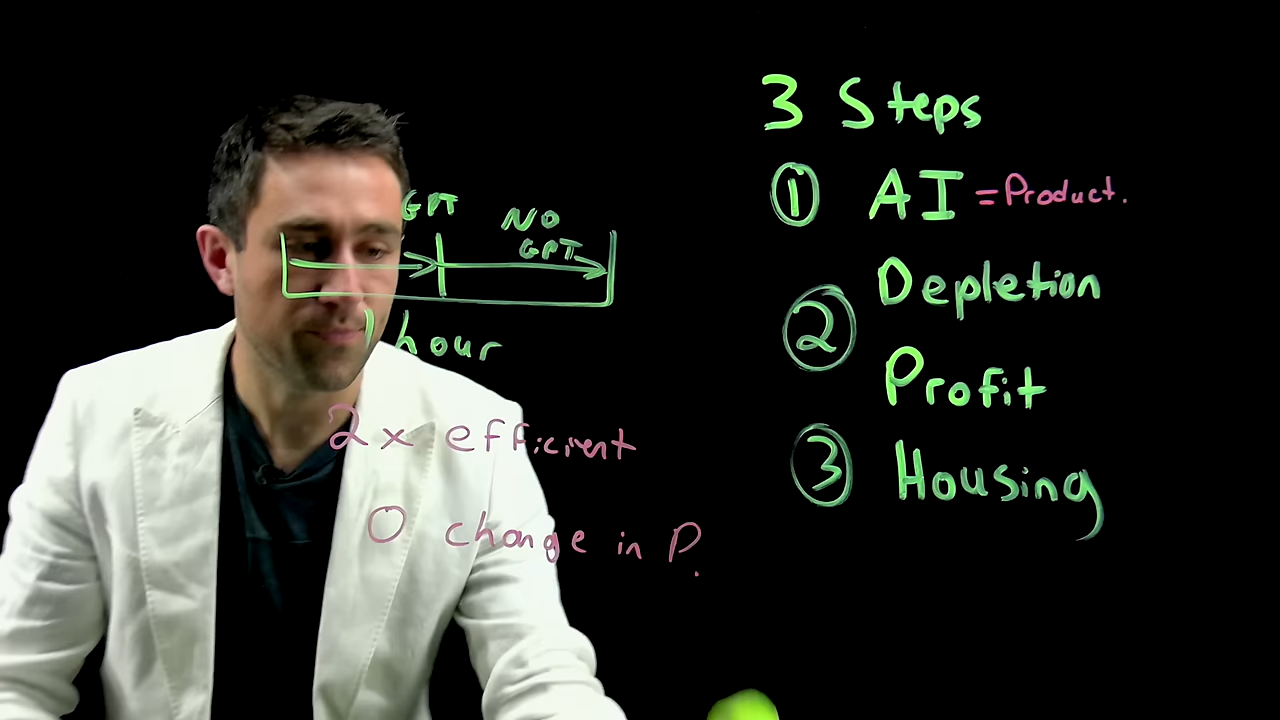 GPT
NO
GPT
1 hour
2x efficient
0 change in P.
3 Steps
① AI = Product.
② Depletion
Profit
③ Housing